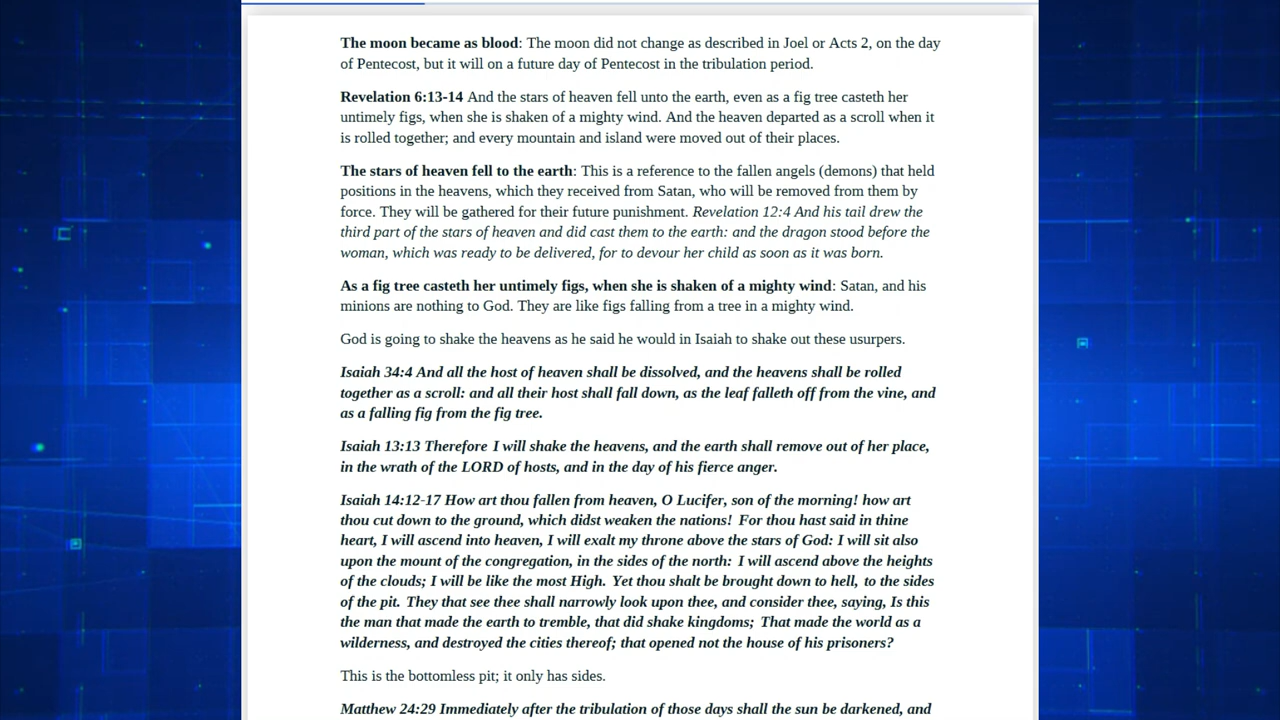 The moon became as blood: The moon did not change as described in Joel or Acts 2, on the day
of Pentecost, but it will on a future day of Pentecost in the tribulation period.
Revelation 6:13-14 And the stars of heaven fell unto the earth, even as a fig tree casteth her
untimely figs, when she is shaken of a mighty wind. And the heaven departed as a scroll when it
is rolled together; and every mountain and island were moved out of their places.
The stars of heaven fell to the earth: This is a reference to the fallen angels (demons) that held
positions in the heavens, which they received from Satan, who will be removed from them by
force. They will be gathered for their future punishment. Revelation 12:4 And his tail drew the
third part of the stars of heaven and did cast them to the earth: and the dragon stood before the
woman, which was ready to be delivered, for to devour her child as soon as it was born.
As a fig tree casteth her untimely figs, when she is shaken of a mighty wind: Satan, and his
minions are nothing to God. They are like figs falling from a tree in a mighty wind.
God is going to shake the heavens as he said he would in Isaiah to shake out these usurpers.
Isaiah 34:4 And all the host of heaven shall be dissolved, and the heavens shall be rolled
together as a scroll: and all their host shall fall down, as the leaf falleth off from the vine, and
as a falling fig from the fig tree.
Isaiah 13:13 Therefore I will shake the heavens, and the earth shall remove out of her place,
in the wrath of the LORD of hosts, and in the day of his fierce anger.
Isaiah 14:12-17 How art thou fallen from heaven, O Lucifer, son of the morning! how art
thou cut down to the ground, which didst weaken the nations! For thou hast said in thine
heart, I will ascend into heaven, I will exalt my throne above the stars of God: I will sit also
upon the mount of the congregation, in the sides of the north: I will ascend above the heights
of the clouds; I will be like the most High. Yet thou shalt be brought down to hell, to the sides
of the pit. They that see thee shall narrowly look upon thee, and consider thee, saying, Is this
the man that made the earth to tremble, that did shake kingdoms; That made the world as a
wilderness, and destroyed the cities thereof; that opened not the house of his prisoners?
This is the bottomless pit; it only has sides.
Matthew 24:29 Immediately after the tribulation of those days shall the sun be darkened, and